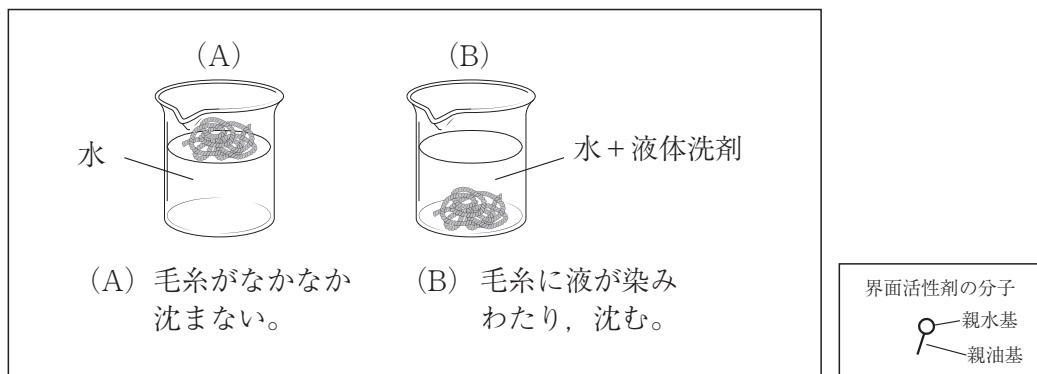 (A)
(B)
水
水+液体洗剤
(A) 毛糸がなかなか
沈まない。
(B) 毛糸に液が染み
わたり，沈む。
界面活性剤の分子
親水基
親油基